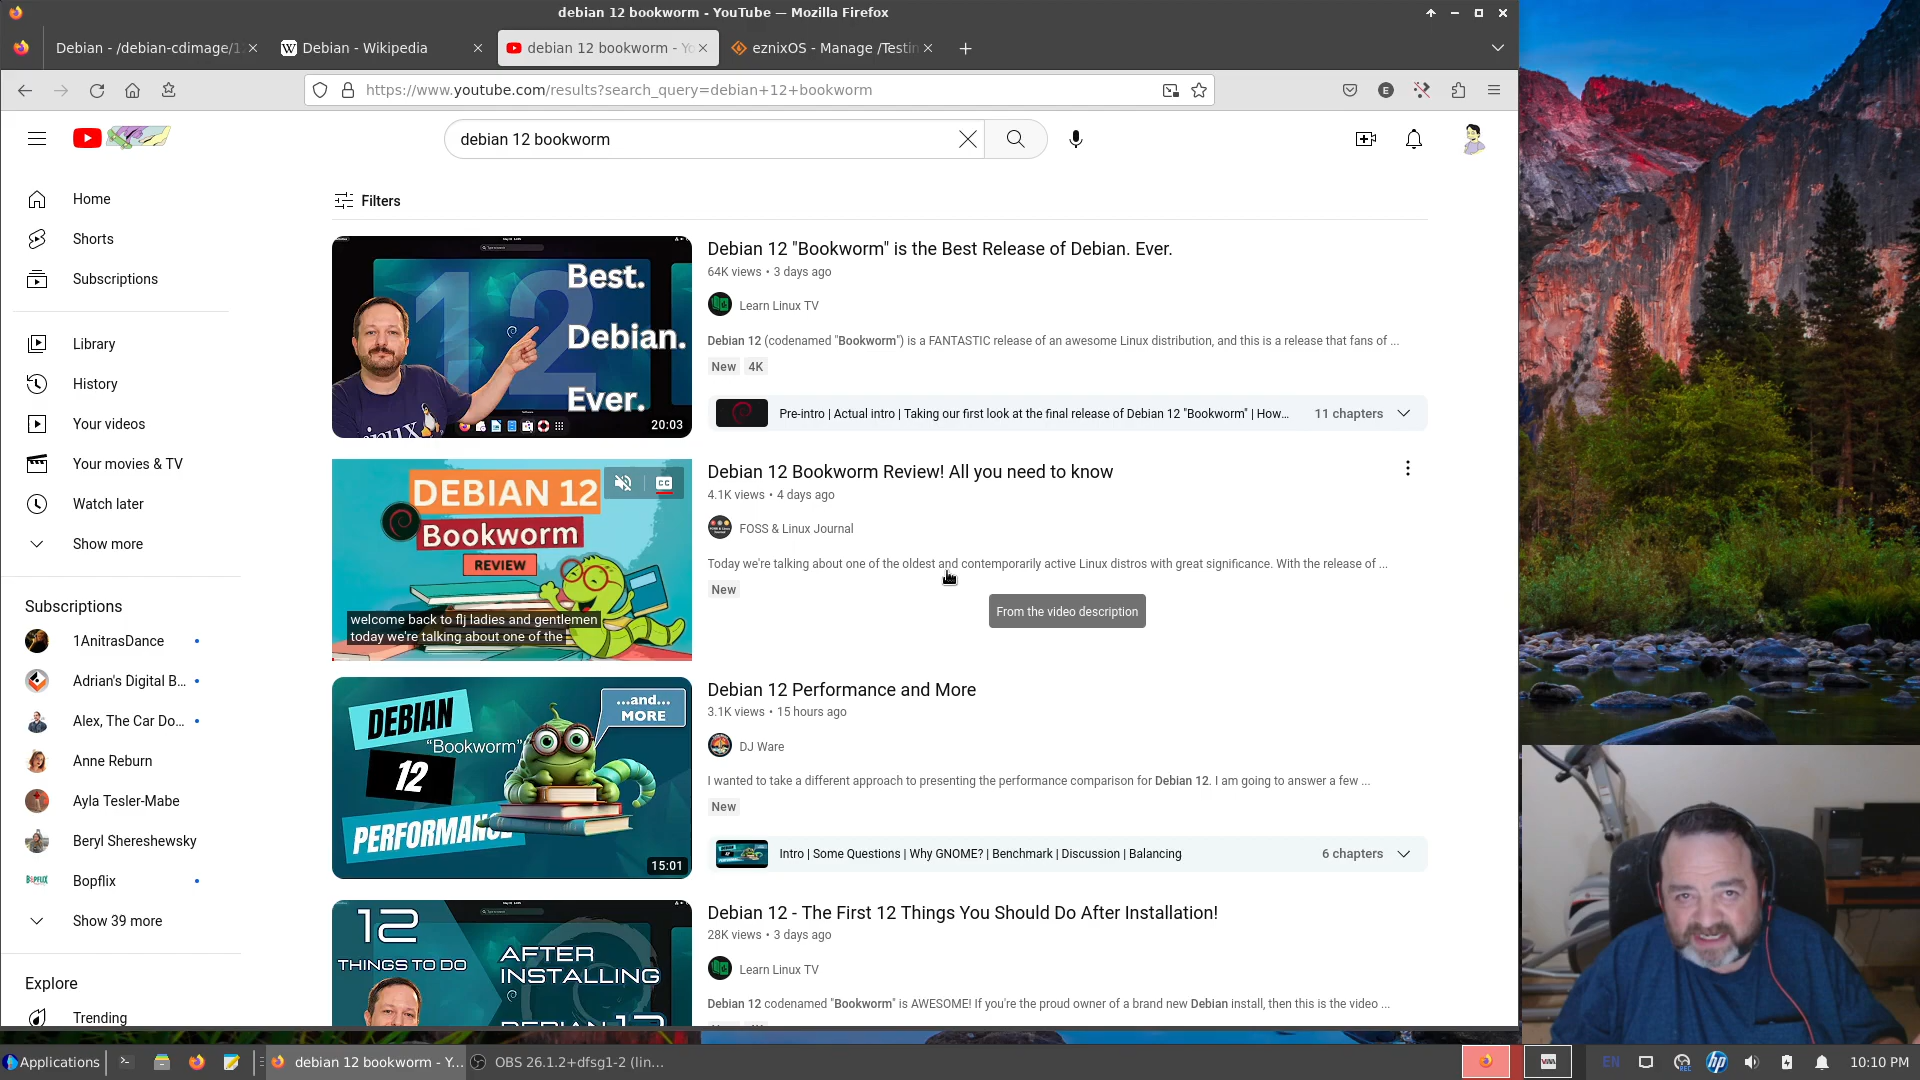 debian 12 bookworm - YouTube — Mozilla Firefox
Debian - /debian-cdimage/1
Debian - Wikipedia
debian 12 bookworm - Yo
eznixOS - Manage /Testin
https://www.youtube.com/results?search_query=debian+12+bookworm
E
debian 12 bookworm
Filters
Home
Shorts
Subscriptions
Library
History
Your videos
Your movies & TV
Watch later
Show more
Subscriptions
1AnitrasDance
Adrian's Digital B...
Alex, The Car Do...
Anne Reburn
Ayla Tesler-Mabe
Beryl Shereshewsky
Bopflix
Show 39 more
Explore
Trending
12
Best.
Debian.
Ever.
20:03
Debian 12 "Bookworm" is the Best Release of Debian. Ever.
64K views • 3 days ago
Learn Linux TV
Debian 12 (codenamed "Bookworm") is a FANTASTIC release of an awesome Linux distribution, and this is a release that fans of ...
New 4K
Pre-intro | Actual intro | Taking our first look at the final release of Debian 12 "Bookworm" | How...
11 chapters
DEBIAN 12
Bookworm
REVIEW
CC
welcome back to flj ladies and gentlemen
today we're talking about one of the
Debian 12 Bookworm Review! All you need to know
4.1K views • 4 days ago
FOSS & Linux Journal
Today we're talking about one of the oldest and contemporarily active Linux distros with great significance. With the release of ...
New
From the video description
DEBIAN
"Bookworm"
12
PERFORMANCE
...and...
MORE
15:01
Debian 12 Performance and More
3.1K views • 15 hours ago
DJ Ware
I wanted to take a different approach to presenting the performance comparison for Debian 12. I am going to answer a few ...
New
Intro | Some Questions | Why GNOME? | Benchmark | Discussion | Balancing
6 chapters
12
THINGS TO DO
AFTER
INSTALLING
DEBIAN 12
Debian 12 - The First 12 Things You Should Do After Installation!
28K views • 3 days ago
Learn Linux TV
Debian 12 codenamed "Bookworm" is AWESOME! If you're the proud owner of a brand new Debian install, then this is the video ...
Applications
debian 12 bookworm - Y...
OBS 26.1.2+dfsg1-2 (lin...
EN
REC
hp
10:10 PM